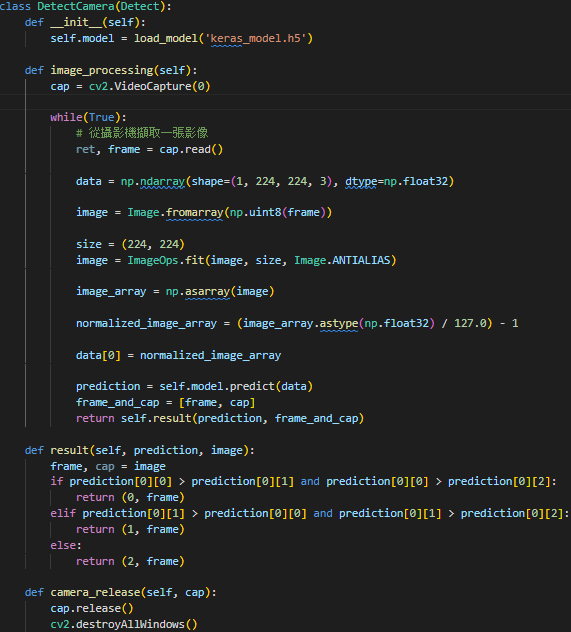 class DetectCamera(Detect):
    def __init__(self):
        self.model = load_model('keras_model.h5')
    def image_processing(self):
        cap = cv2.VideoCapture(0)
        while(True):
            # 從攝影機擷取一張影像
            ret, frame = cap.read()
            data = np.ndarray(shape=(1, 224, 224, 3), dtype=np.float32)
            image = Image.fromarray(np.uint8(frame))
            size = (224, 224)
            image = ImageOps.fit(image, size, Image.ANTIALIAS)
            image_array = np.asarray(image)
            normalized_image_array = (image_array.astype(np.float32) / 127.0) - 1
            data[0] = normalized_image_array
            prediction = self.model.predict(data)
            frame_and_cap = [frame, cap]
            return self.result(prediction, frame_and_cap)
    def result(self, prediction, image):
        frame, cap = image
        if prediction[0][0] > prediction[0][1] and prediction[0][0] > prediction[0][2]:
            return (0, frame)
        elif prediction[0][1] > prediction[0][0] and prediction[0][1] > prediction[0][2]:
            return (1, frame)
        else:
            return (2, frame)
    def camera_release(self, cap):
        cap.release()
        cv2.destroyAllWindows()